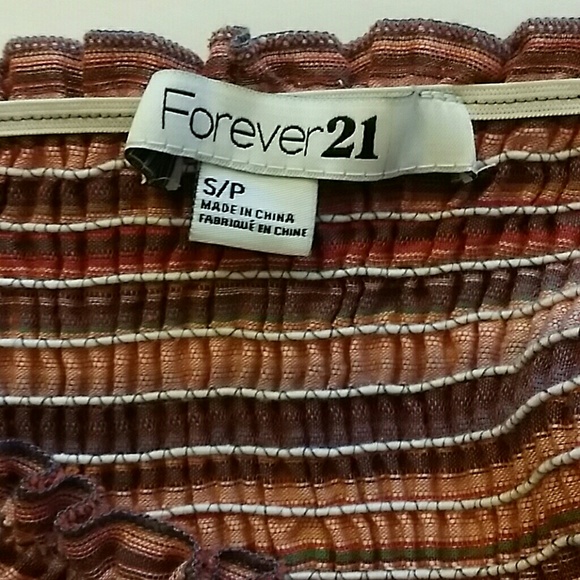 Forever21
S/P
MADE IN CHINA
FABRIQUÉ EN CHINE